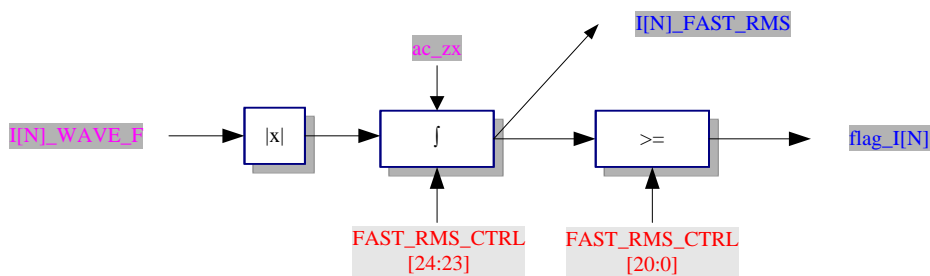 I[N]_FAST_RMS
ac_zx
I[N]_WAVE_F
|x|
∫
>=
flag_I[N]
FAST_RMS_CTRL
[24:23]
FAST_RMS_CTRL
[20:0]